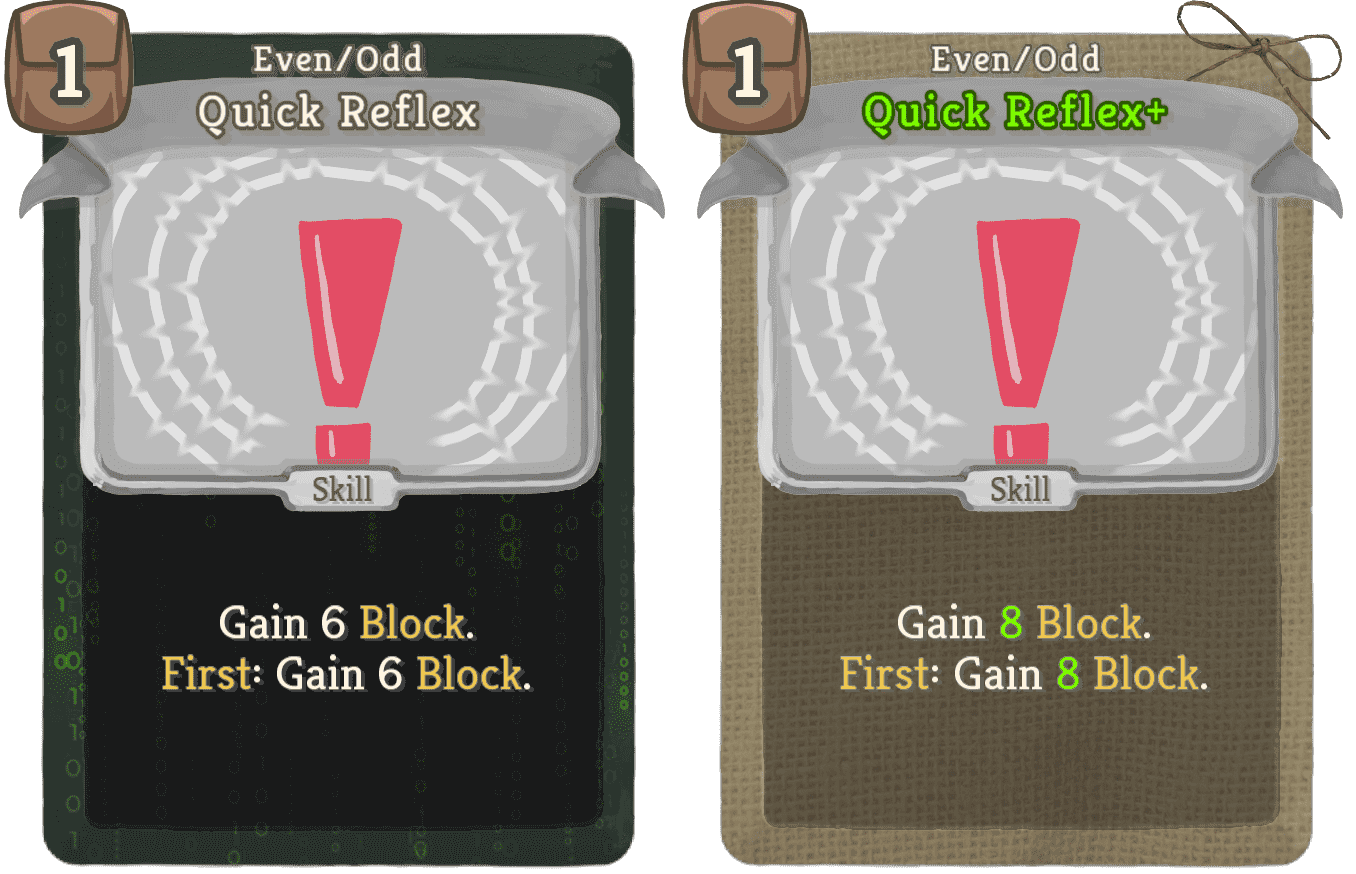 1
Even/Odd
Quick Reflex
Skill
Gain 6 Block.
First: Gain 6 Block.
1
Even/Odd
Quick Reflex+
Skill
Gain 8 Block.
First: Gain 8 Block.